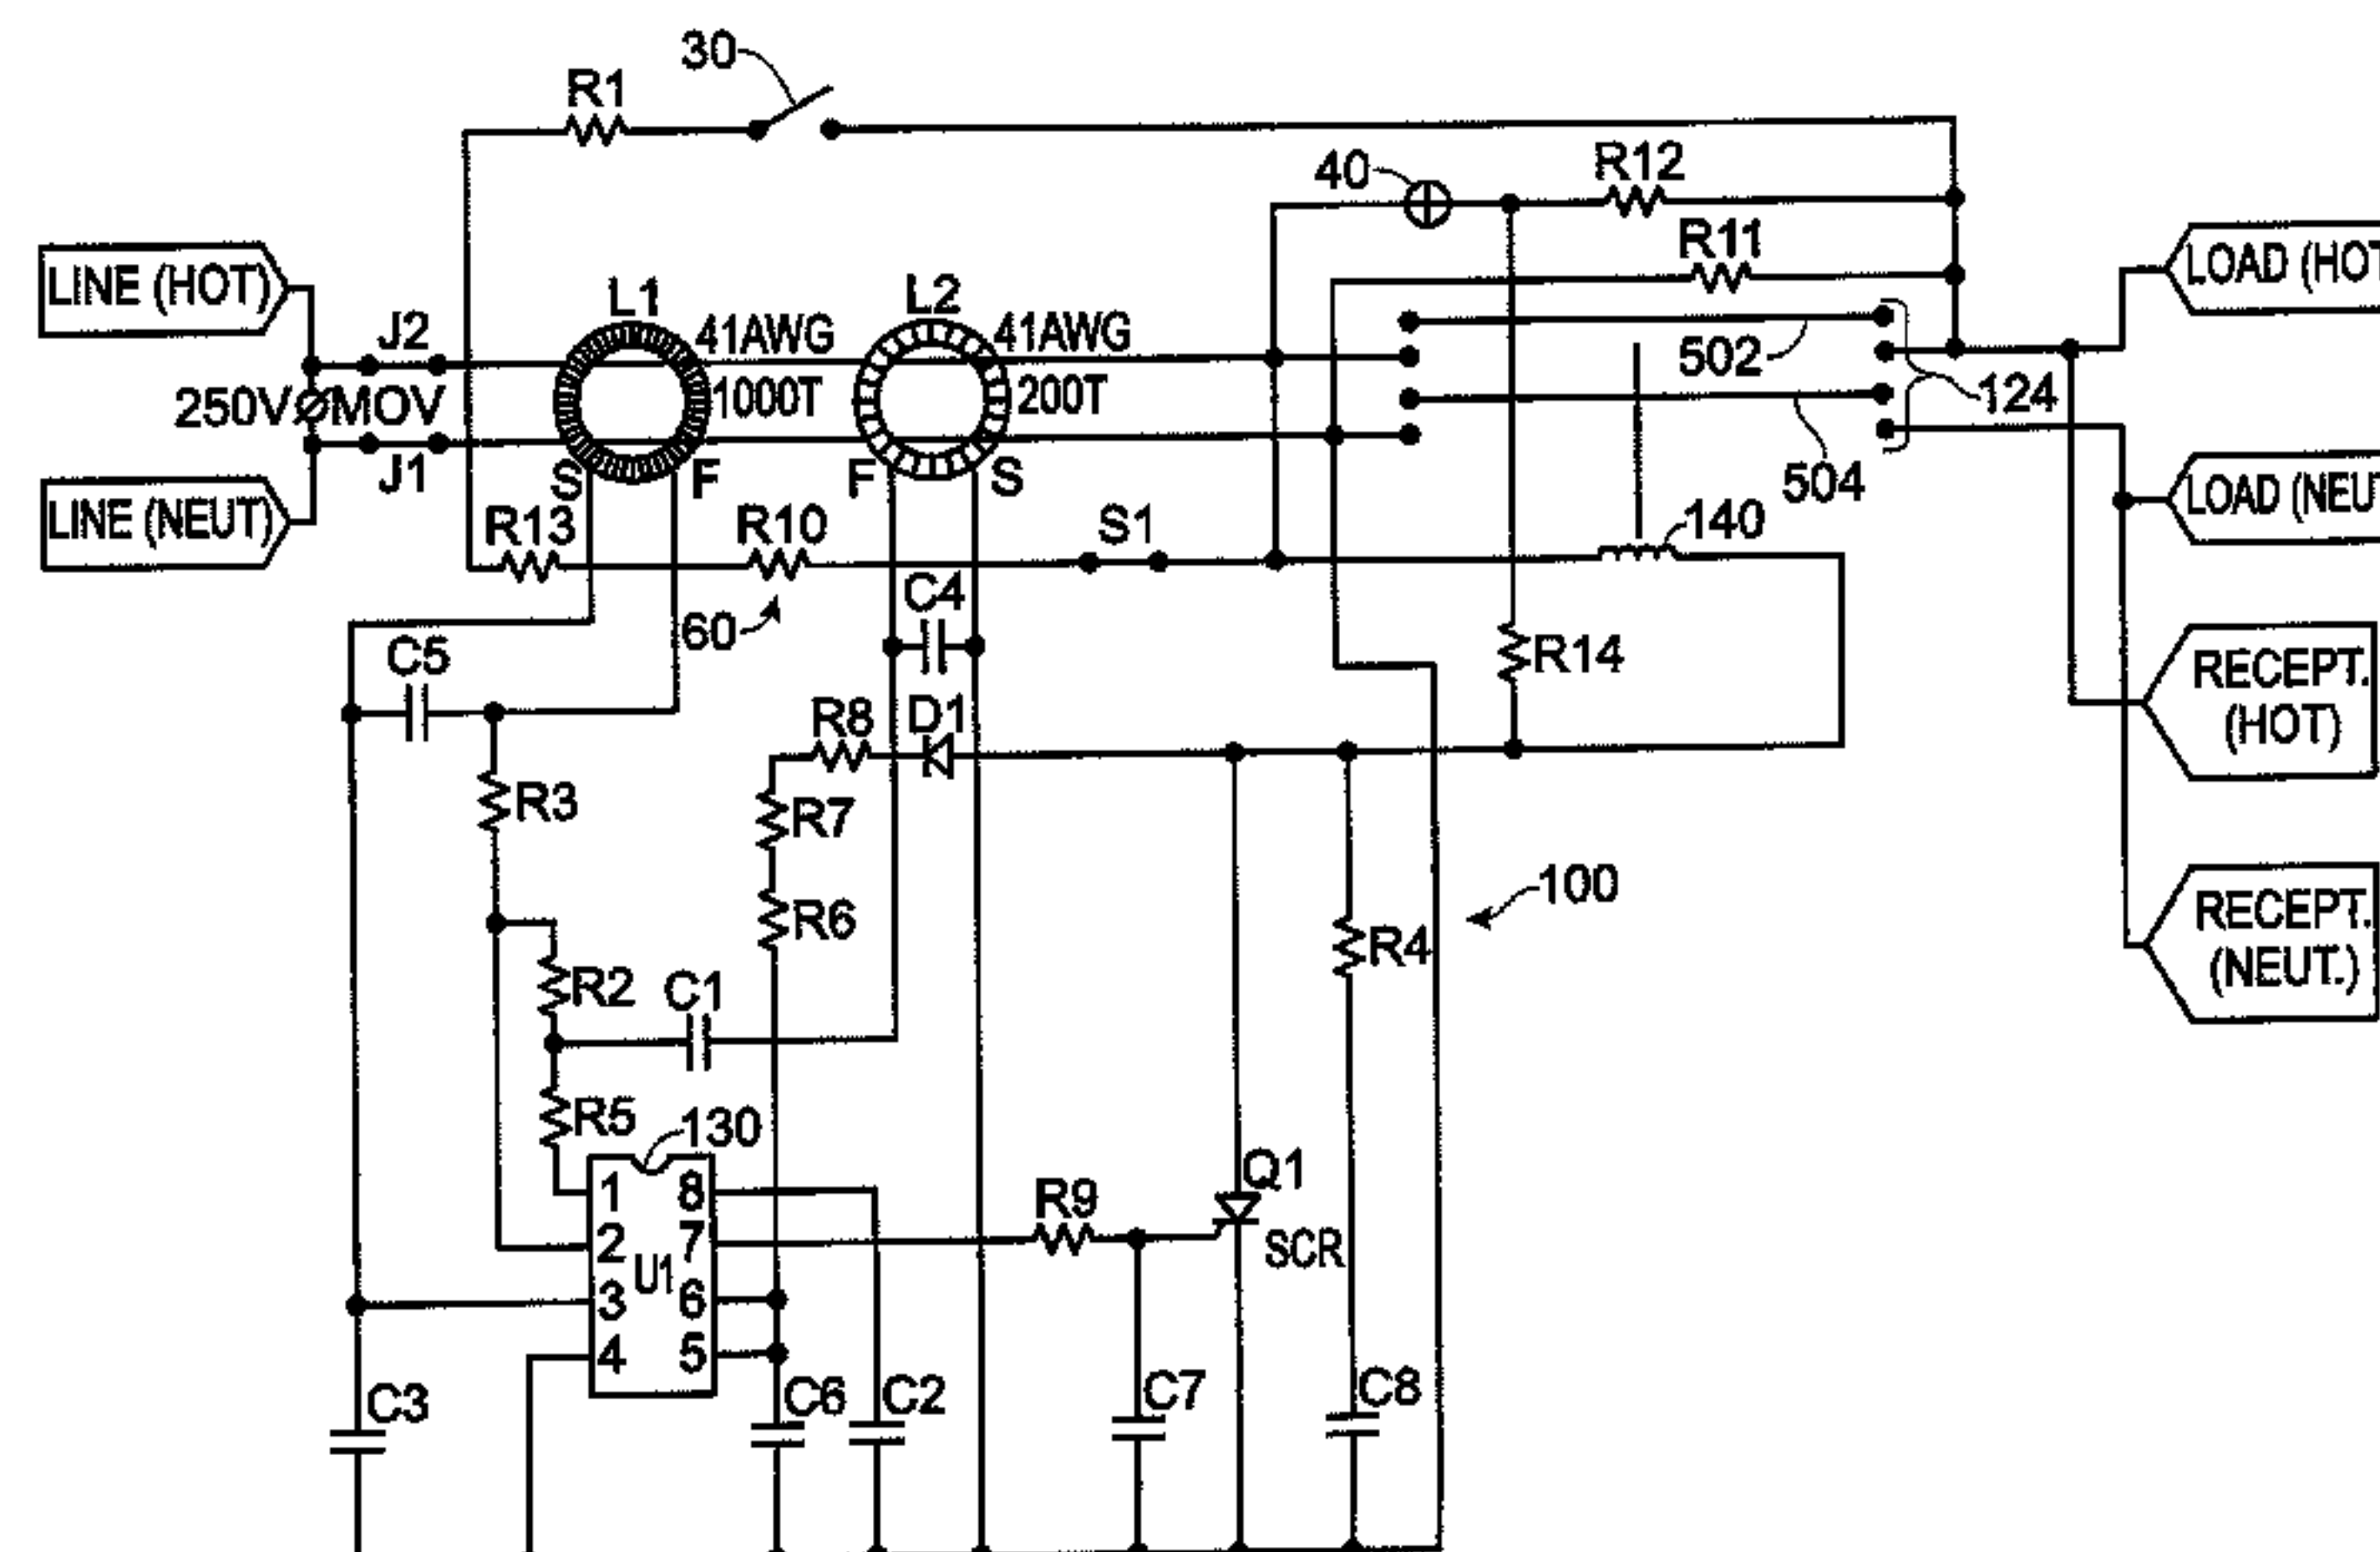 30
R1
40
R12
R11
LINE (HOT)
LOAD (HOT
J2
L1
41AWG
L2
41AWG
502
250V MOV
1000T
200T
124
J1
S
F
F
S
504
LINE (NEUT)
LOAD (NEUT
R13
R10
S1
140
60
C4
C5
R14
RECEPT.
(HOT)
R8
D1
R3
R7
R6
100
R4
RECEPT.
(NEUT.)
R2
C1
R5
130
1
8
Q1
2
7
R9
SCR
U1
3
6
4
5
C3
C6
C2
C7
C8